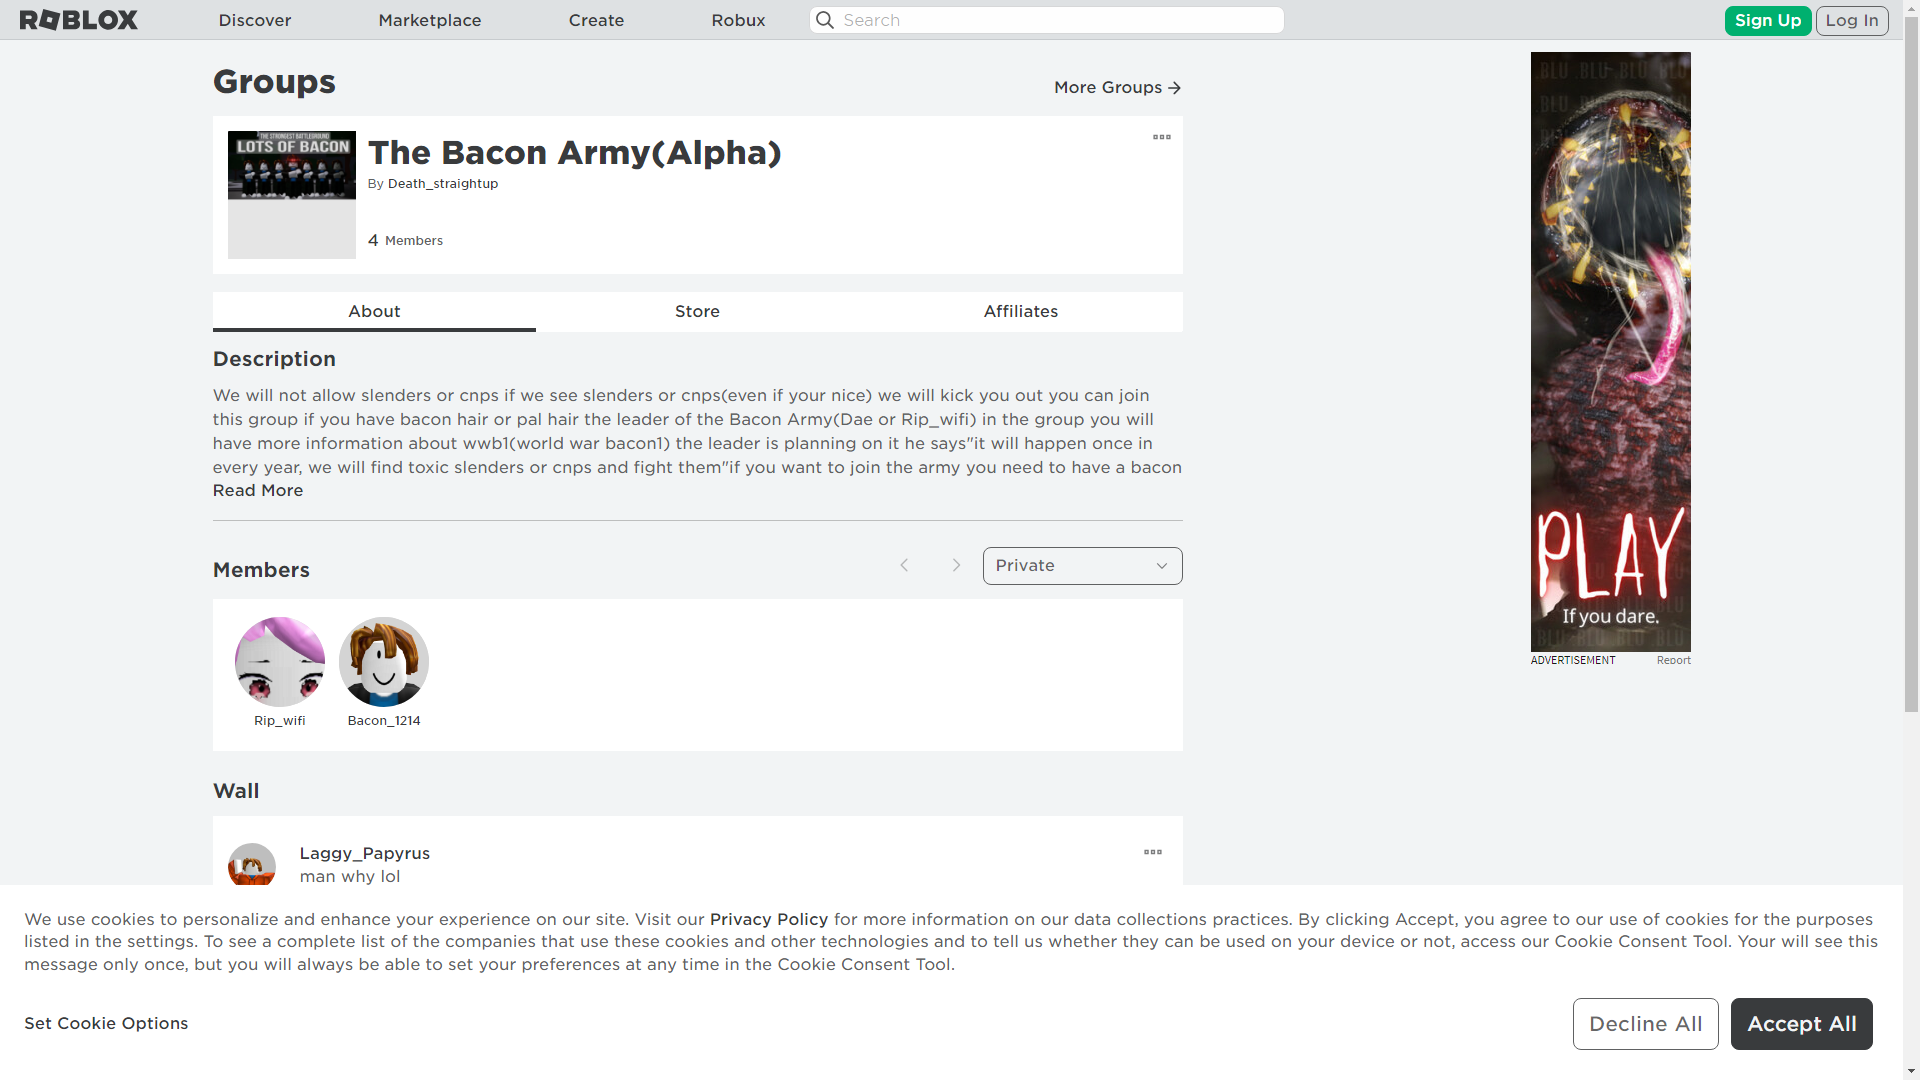 ROBLOX
Discover
Marketplace
Create
Robux
Search
Sign Up
Log In
Groups
More Groups
THE STRONGEST BATTLEGROUND
LOTS OF BACON
The Bacon Army(Alpha)
By Death_straightup
4 Members
About
Store
Affiliates
Description
We will not allow slenders or cnps if we see slenders or cnps(even if your nice) we will kick you out you can join
this group if you have bacon hair or pal hair the leader of the Bacon Army(Dae or Rip_wifi) in the group you will
have more information about wwb1(world war bacon1) the leader is planning on it he says"it will happen once in
every year, we will find toxic slenders or cnps and fight them"if you want to join the army you need to have a bacon
Read More
Members
Private
Rip_wifi
Bacon_1214
Wall
Laggy_Papyrus
man why lol
PLAY
If you dare.
ADVERTISEMENT
Report
We use cookies to personalize and enhance your experience on our site. Visit our Privacy Policy for more information on our data collections practices. By clicking Accept, you agree to our use of cookies for the purposes
listed in the settings. To see a complete list of the companies that use these cookies and other technologies and to tell us whether they can be used on your device or not, access our Cookie Consent Tool. Your will see this
message only once, but you will always be able to set your preferences at any time in the Cookie Consent Tool.
Set Cookie Options
Decline All
Accept All